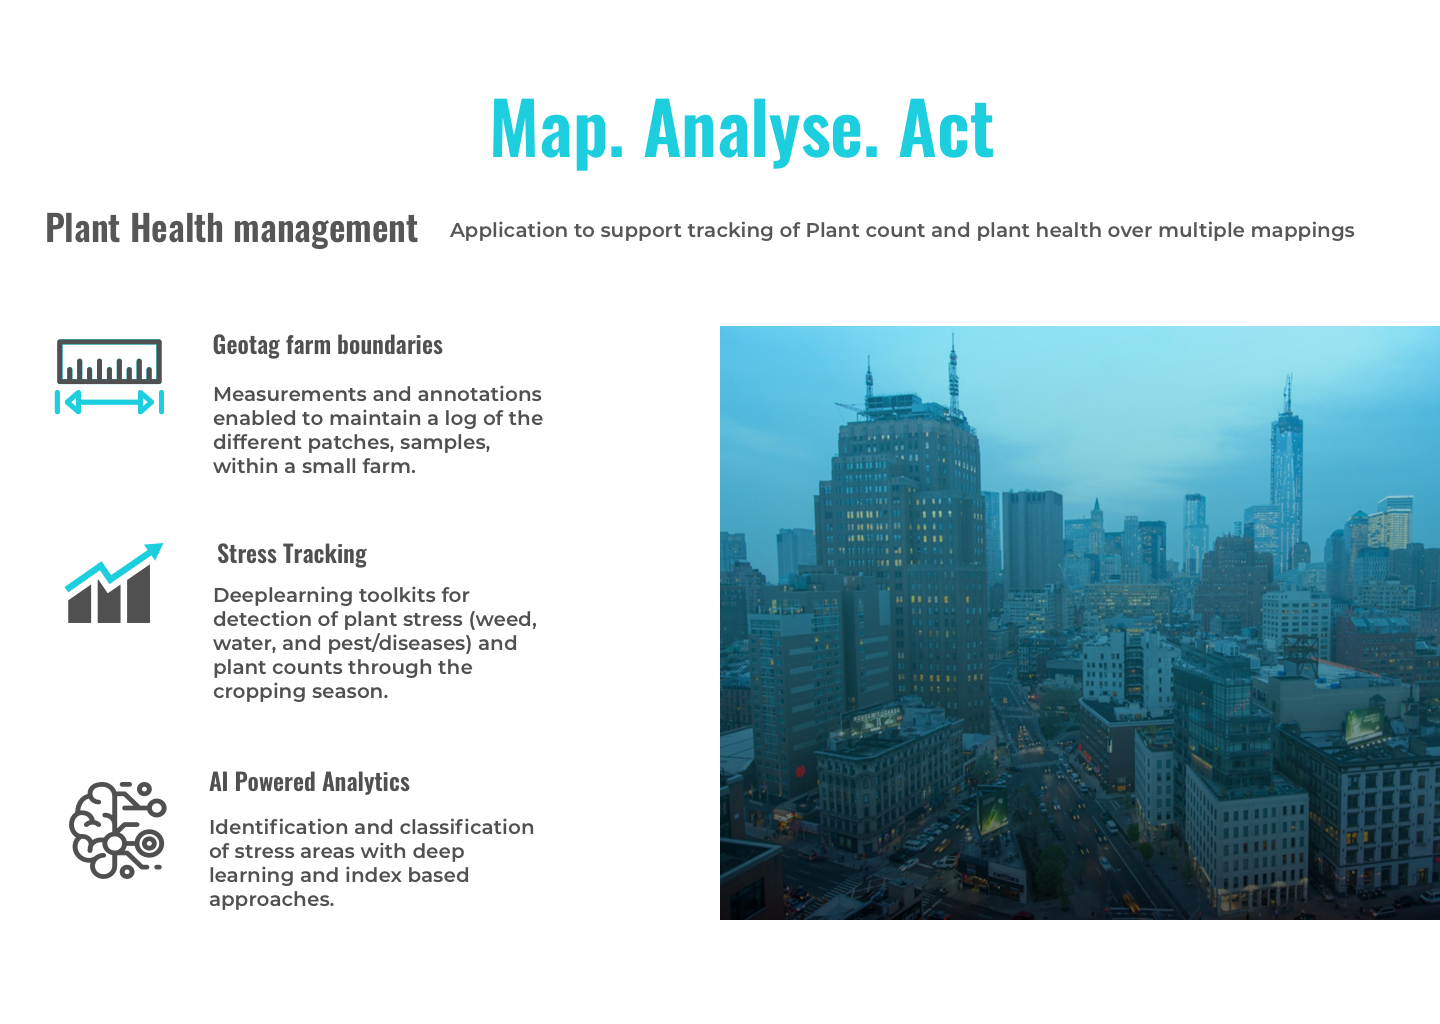 Map. Analyse. Act
Plant Health management
Application to support tracking of Plant count and plant health over multiple mappings
Geotag farm boundaries
Measurements and annotations
enabled to maintain a log of the
different patches, samples,
within a small farm.
Stress Tracking
Deeplearning toolkits for
detection of plant stress (weed,
water, and pest/diseases) and
plant counts through the
cropping season.
AI Powered Analytics
Identification and classification
of stress areas with deep
learning and index based
approaches.